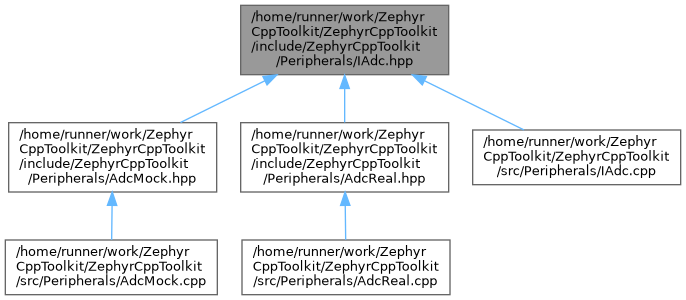 /home/runner/work/Zephyr
CppToolkit/ZephyrCppToolkit
/include/ZephyrCppToolkit
/Peripherals/IAdc.hpp
/home/runner/work/Zephyr
CppToolkit/ZephyrCppToolkit
/include/ZephyrCppToolkit
/Peripherals/AdcMock.hpp
/home/runner/work/Zephyr
CppToolkit/ZephyrCppToolkit
/include/ZephyrCppToolkit
/Peripherals/AdcReal.hpp
/home/runner/work/Zephyr
CppToolkit/ZephyrCppToolkit
/src/Peripherals/IAdc.cpp
/home/runner/work/Zephyr
CppToolkit/ZephyrCppToolkit
/src/Peripherals/AdcMock.cpp
/home/runner/work/Zephyr
CppToolkit/ZephyrCppToolkit
/src/Peripherals/AdcReal.cpp